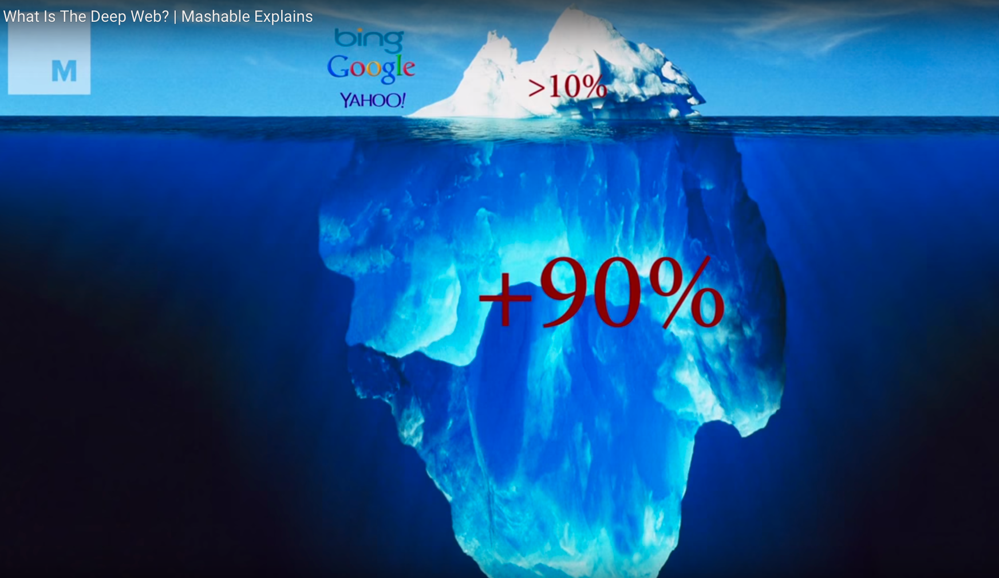 What Is The Deep Web? | Mashable Explains
M
bing
Google
YAHOO!
>10%
+90%